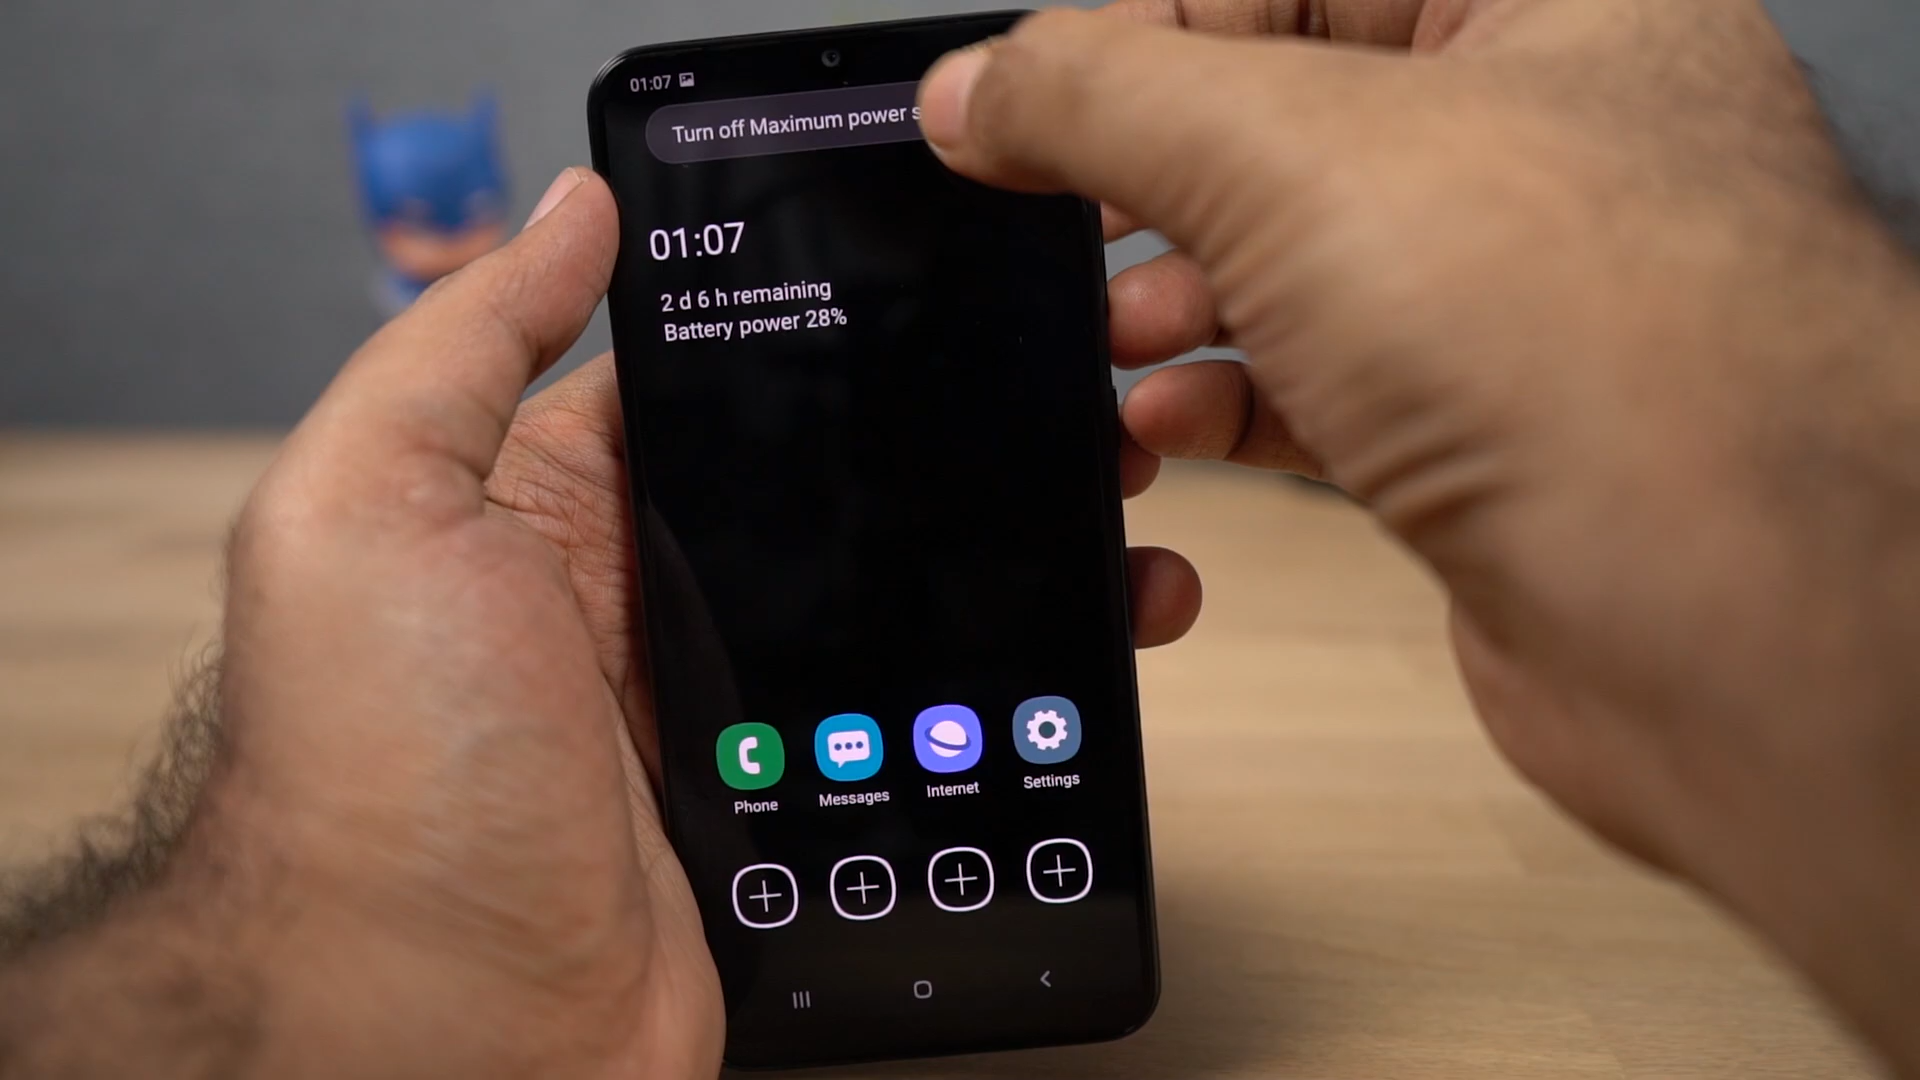 01:07
Turn off Maximum power
01:07
2 d 6 h remaining
Battery power 28%
Phone
Messages
Internet
Settings